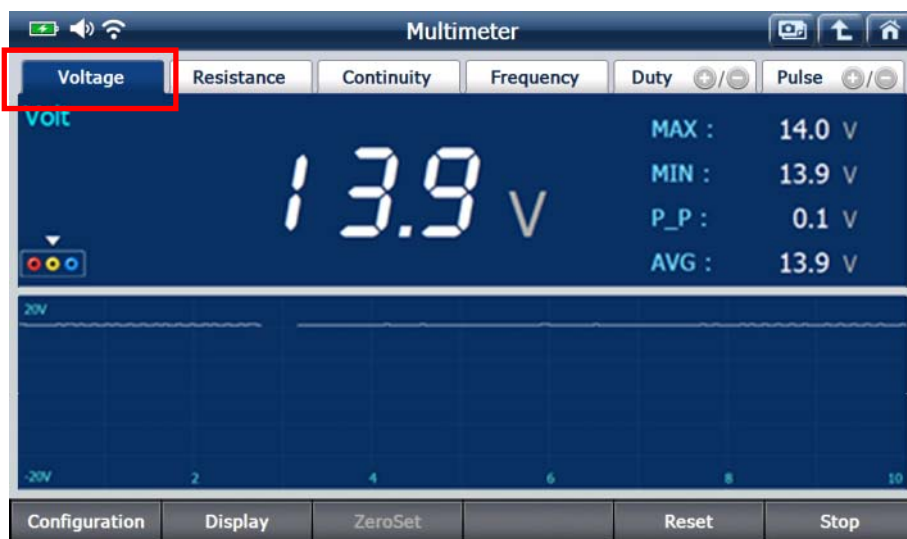 Multimeter
Voltage Resistance Continuity Frequency Duty +/- Pulse +/-
Volt
13.9 V
MAX : 14.0 V
MIN : 13.9 V
P_P : 0.1 V
AVG : 13.9 V
20V
-20V 2 4 6 8 10
Configuration Display ZeroSet Reset Stop